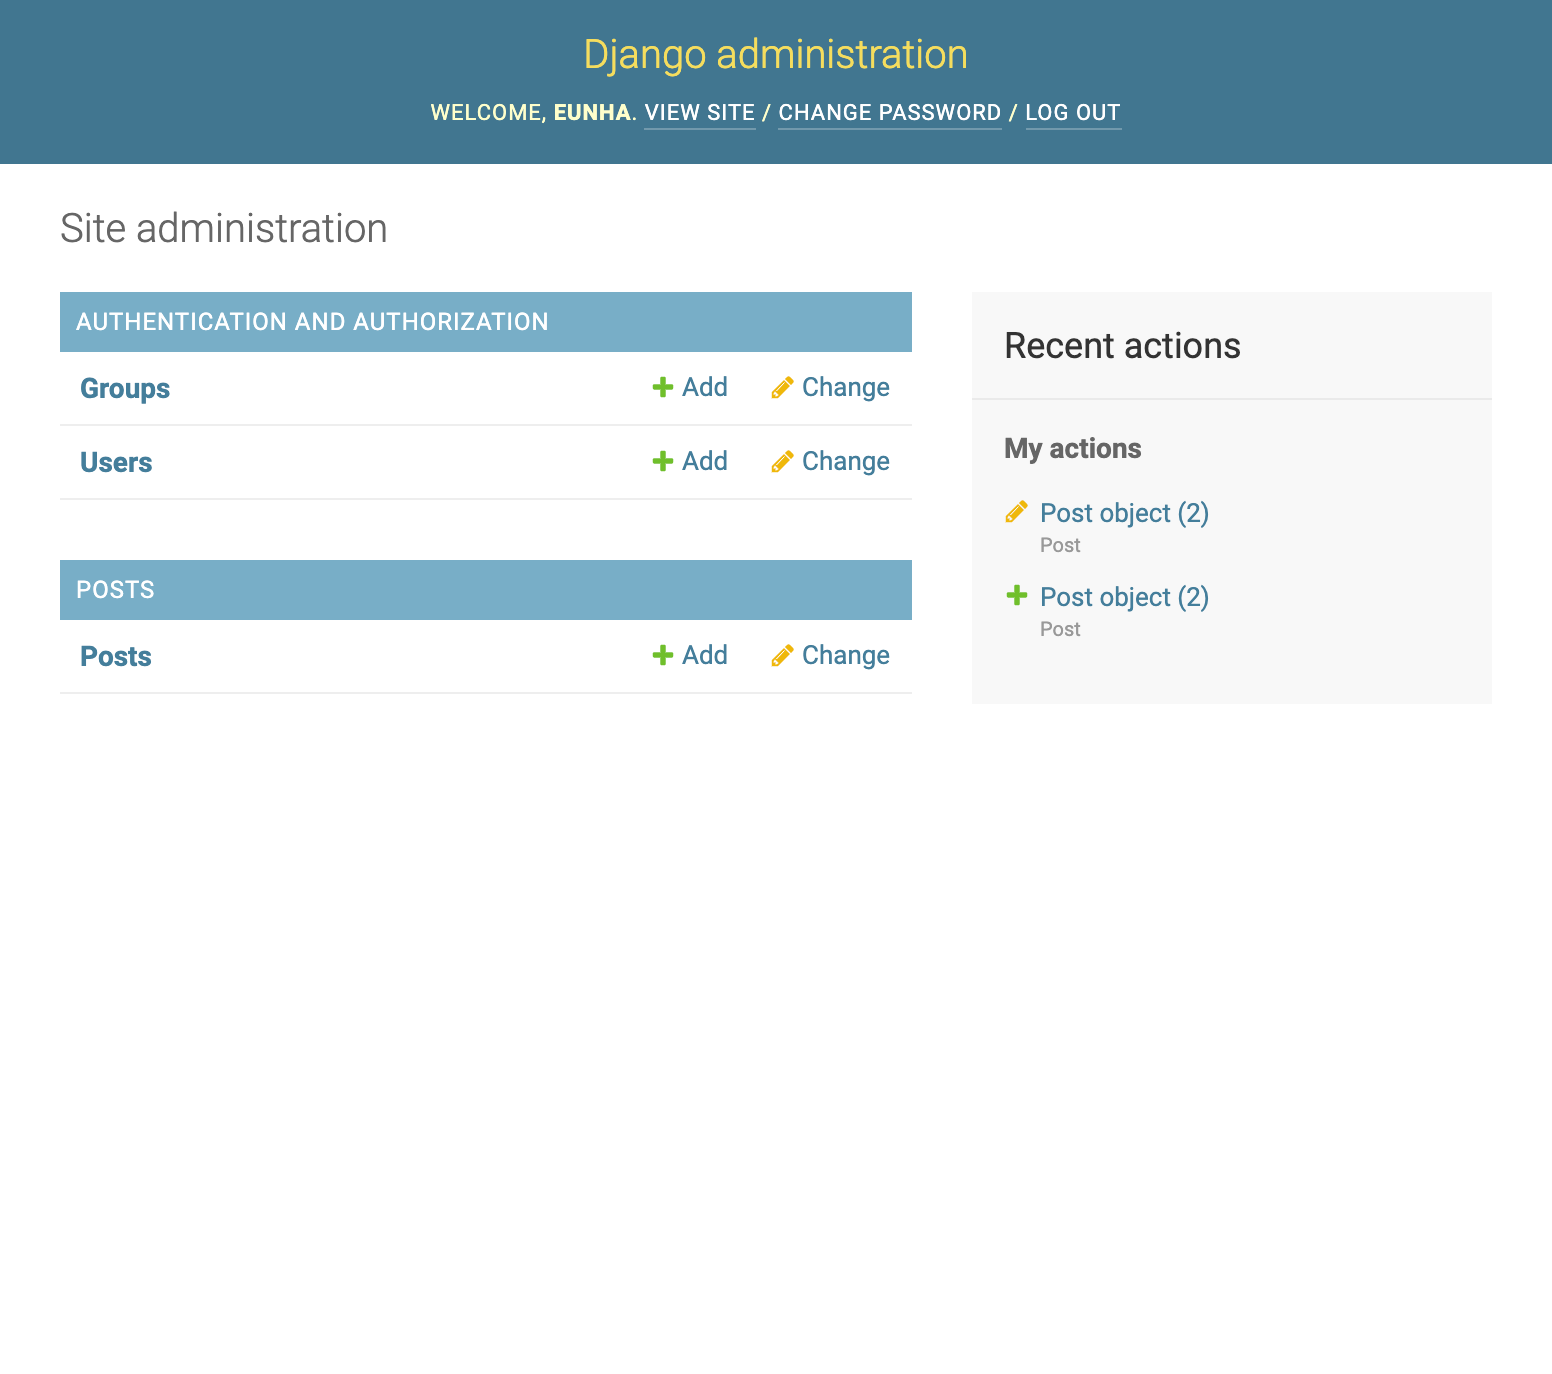 Django administration
WELCOME, EUNHA. VIEW SITE / CHANGE PASSWORD / LOG OUT
Site administration
AUTHENTICATION AND AUTHORIZATION
Groups Add Change
Users Add Change
POSTS
Posts Add Change
Recent actions
My actions
Post object (2)
Post
Post object (2)
Post